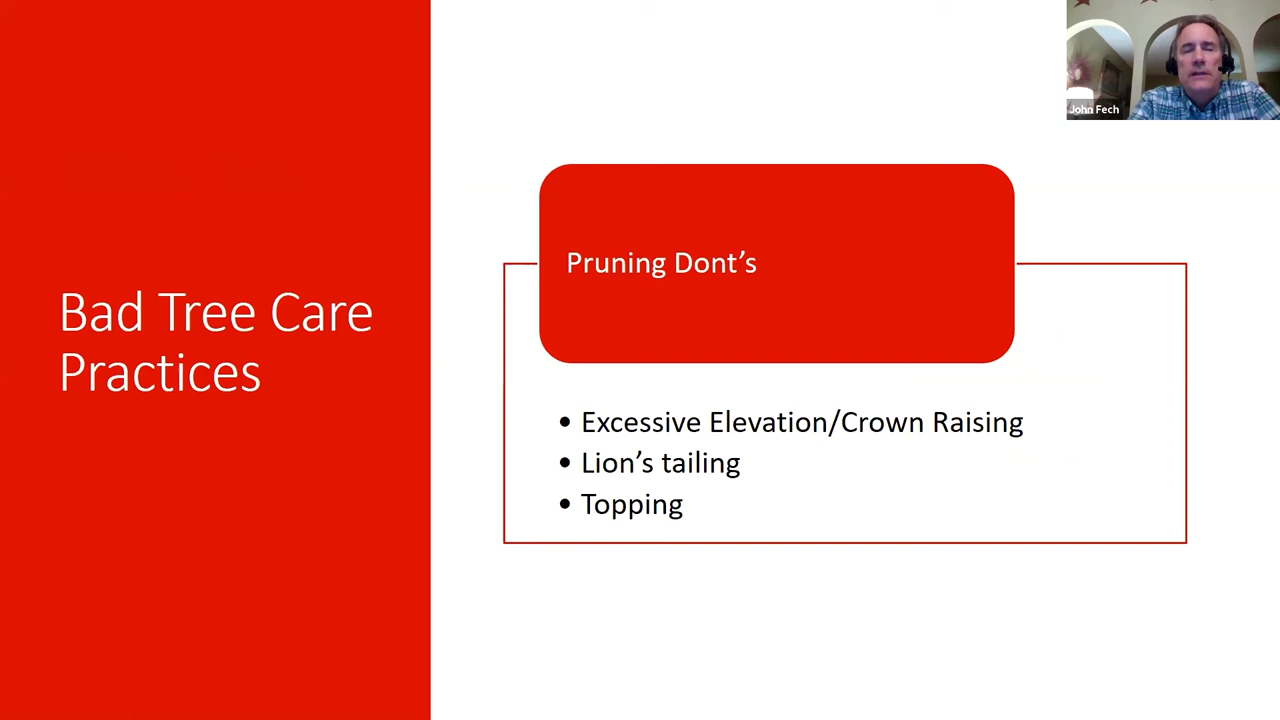 John Fech
Bad Tree Care
Practices
Pruning Dont’s
• Excessive Elevation/Crown Raising
• Lion’s tailing
• Topping